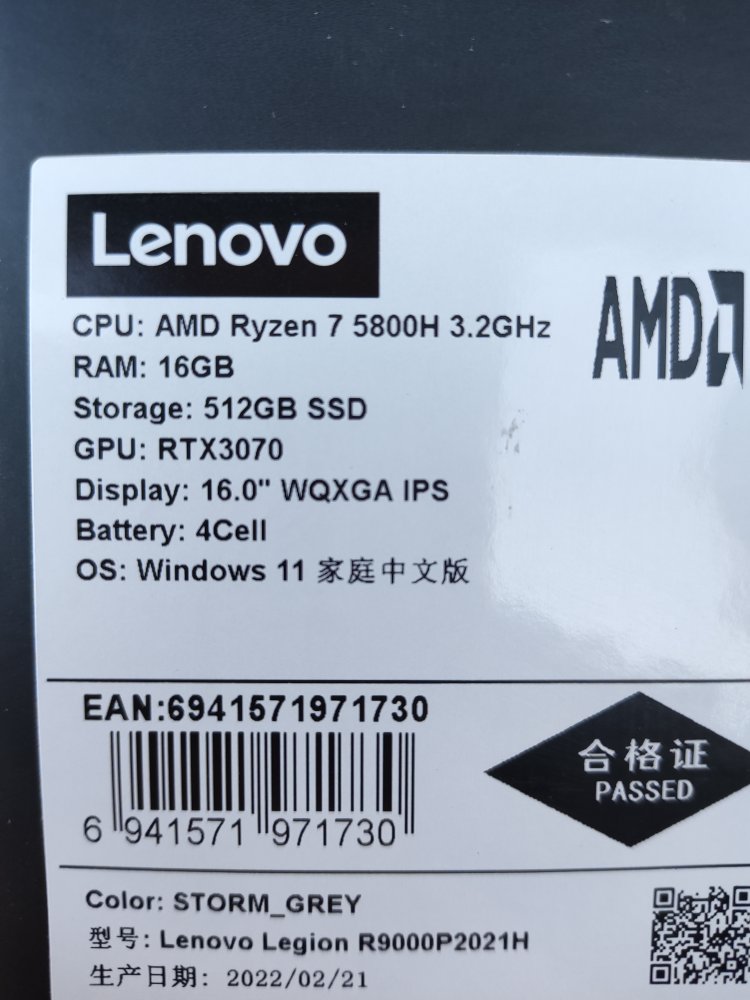 Lenovo
CPU: AMD Ryzen 7 5800H 3.2GHz
AMD
RAM: 16GB
Storage: 512GB SSD
GPU: RTX3070
Display: 16.0" WQXGA IPS
Battery: 4Cell
OS: Windows 11 家庭中文版
EAN:6941571971730
合格证
PASSED
6 941571 971730
Color: STORM_GREY
型号: Lenovo Legion R9000P2021H
生产日期: 2022/02/21